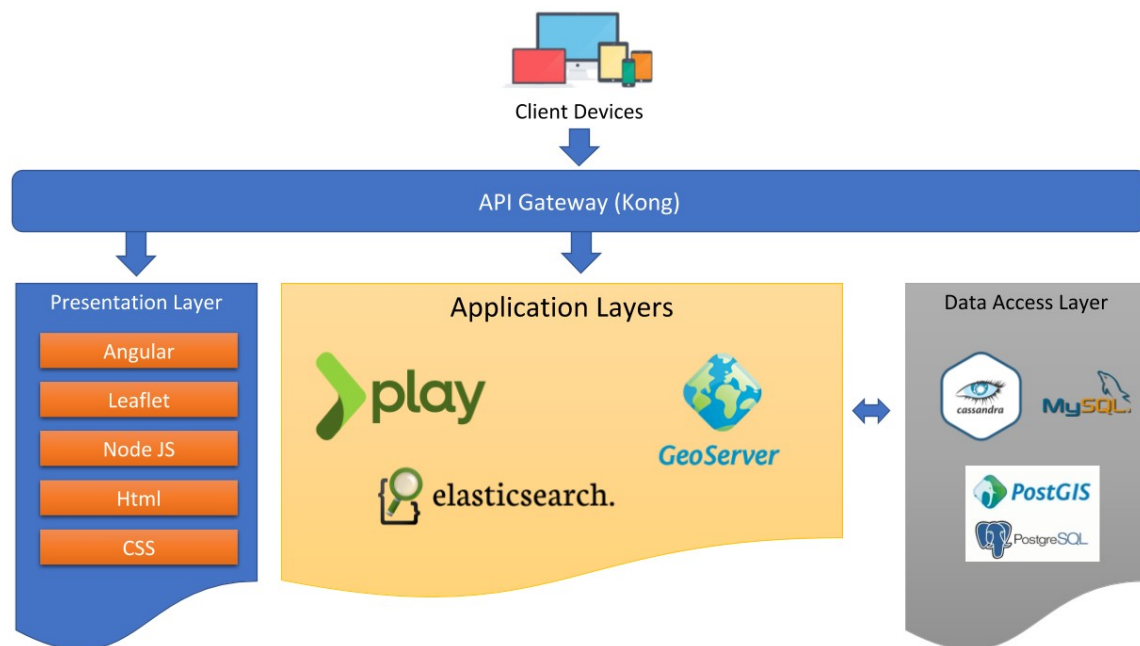 Client Devices
API Gateway (Kong)
Presentation Layer
Angular
Leaflet
Node JS
Html
CSS
Application Layers
play
GeoServer
elasticsearch.
Data Access Layer
cassandra
MySQL.
PostGIS
PostgreSQL